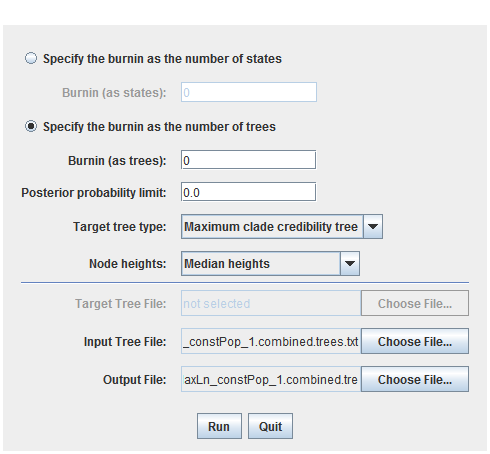 Specify the burnin as the number of states
Burnin (as states): 0
Specify the burnin as the number of trees
Burnin (as trees): 0
Posterior probability limit: 0.0
Target tree type: Maximum clade credibility tree
Node heights: Median heights
Target Tree File: not selected Choose File...
Input Tree File: _constPop_1.combined.trees.txt Choose File...
Output File: axLn_constPop_1.combined.tre Choose File...
Run Quit